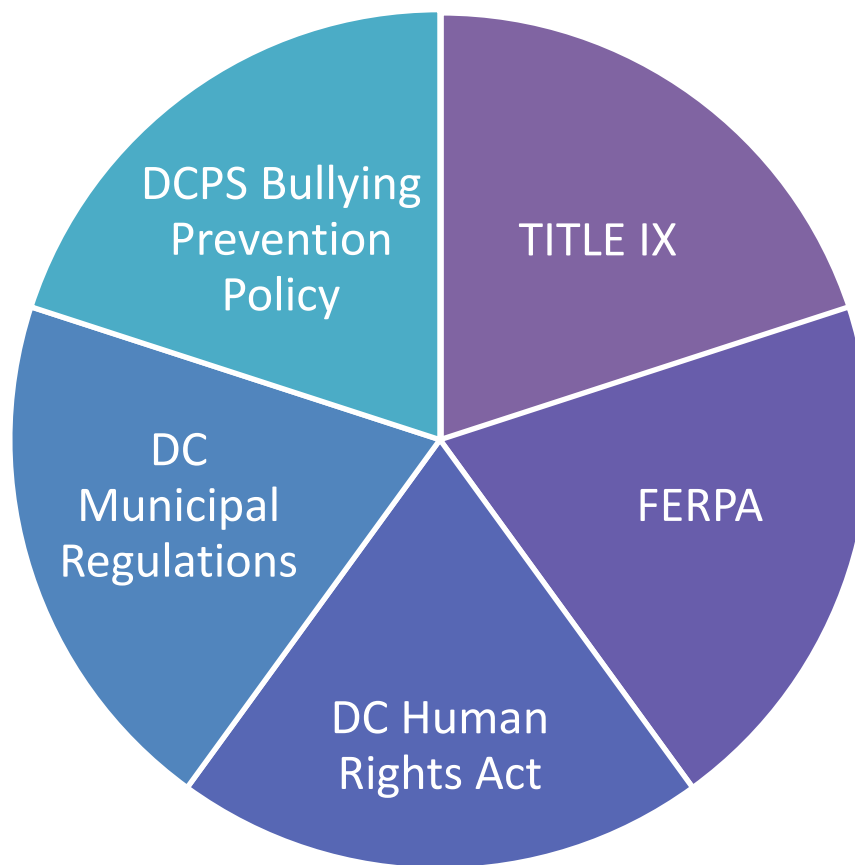 DCPS Bullying
Prevention
Policy
TITLE IX
DC
Municipal
Regulations
FERPA
DC Human
Rights Act